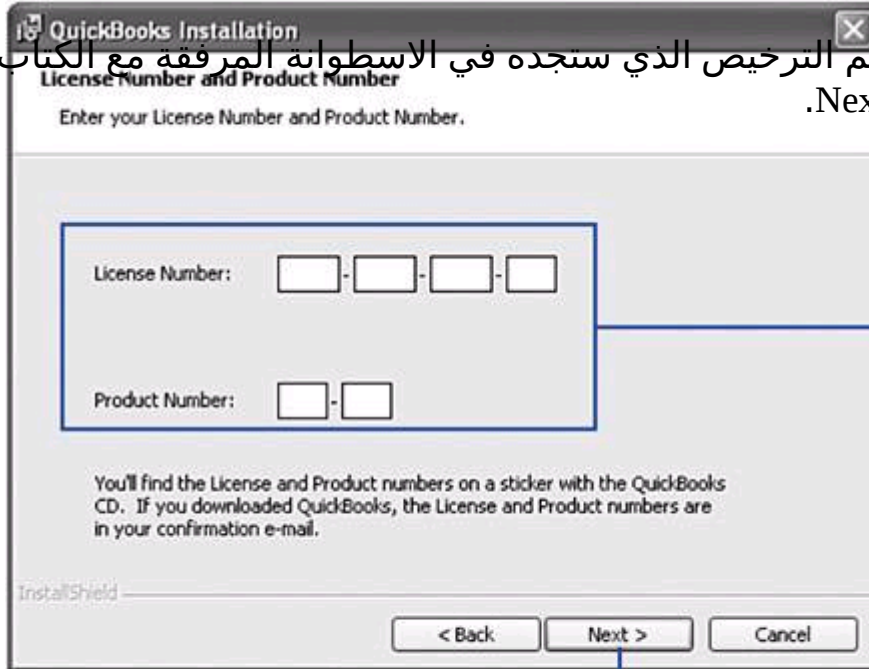 QuickBooks Installation
م الترخيص الذي ستجده في الاسطوانة المرفقة مع الكتاب
License Number and Product Number
Enter your License Number and Product Number.
.Nex
License Number:
- - -
Product Number:
-
You'll find the License and Product numbers on a sticker with the QuickBooks
CD. If you downloaded QuickBooks, the License and Product numbers are
in your confirmation e-mail.
InstallShield
< Back Next > Cancel